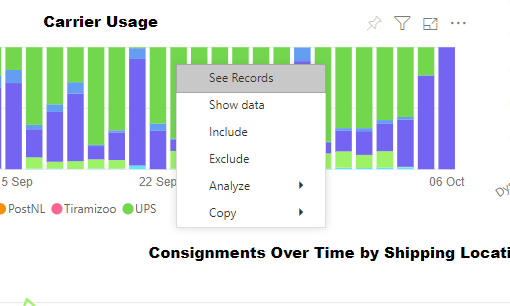 Carrier Usage
See Records
Show data
Include
Exclude
Analyze
Copy
5 Sep
22 Sep
06 Oct
PostNL
Tiramizoo
UPS
Dy
Consignments Over Time by Shipping Locati